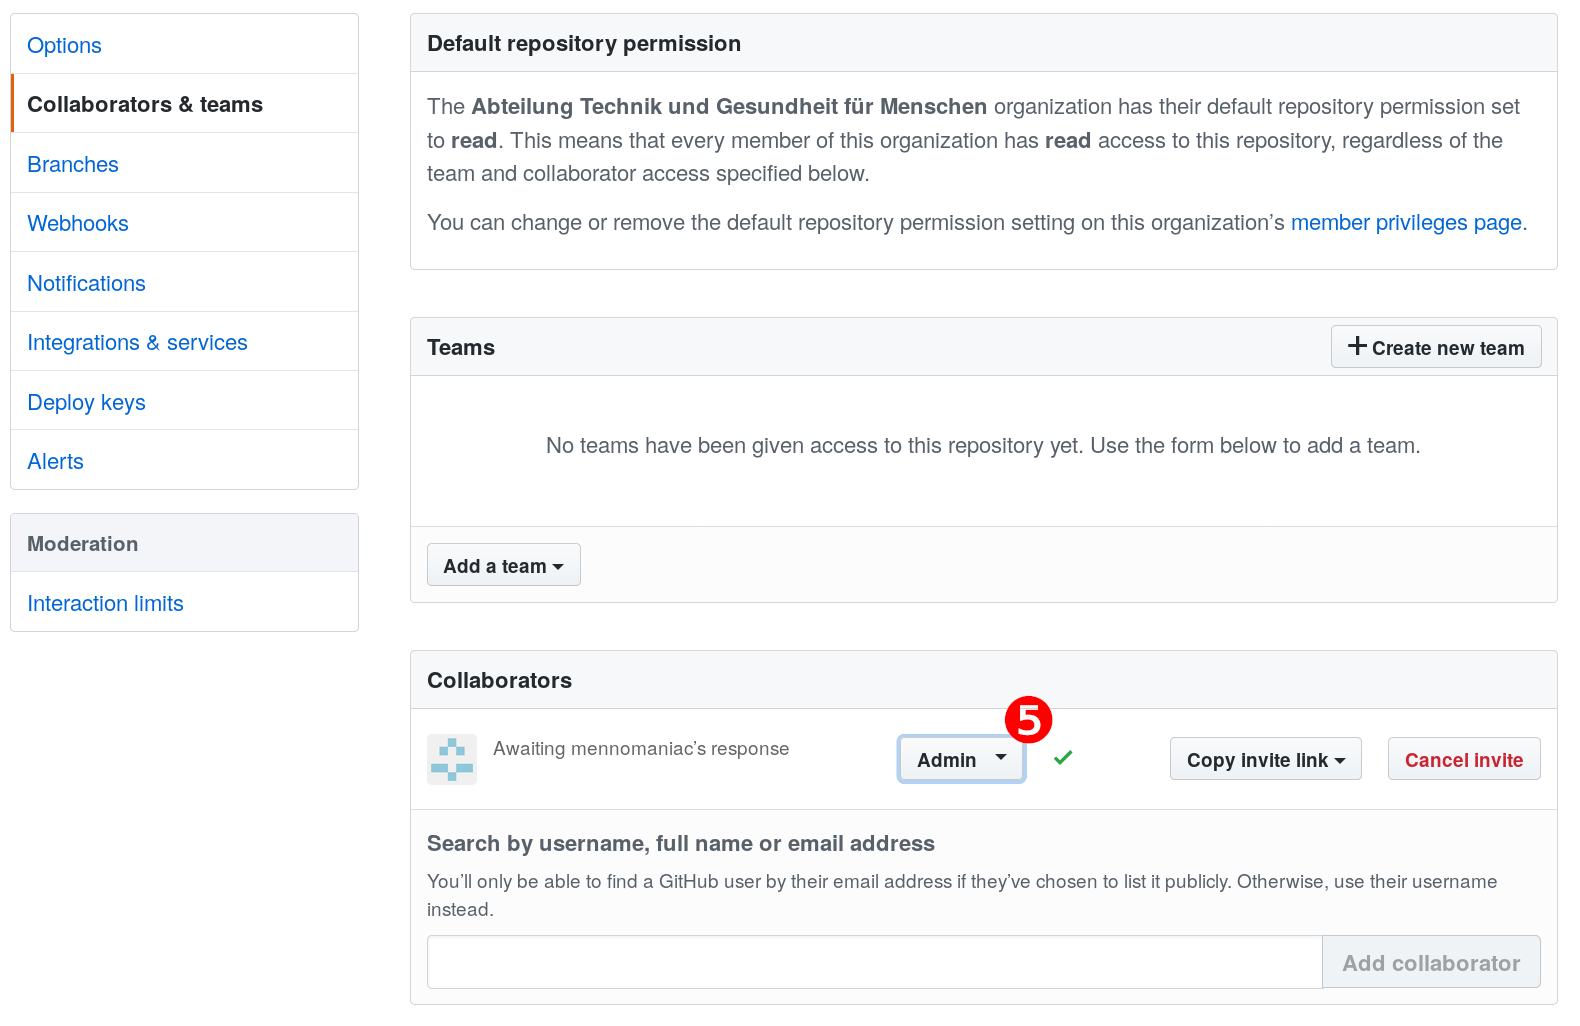 Options
Collaborators & teams
Branches
Webhooks
Notifications
Integrations & services
Deploy keys
Alerts
Moderation
Interaction limits
Default repository permission
The Abteilung Technik und Gesundheit für Menschen organization has their default repository permission set
to read. This means that every member of this organization has read access to this repository, regardless of the
team and collaborator access specified below.
You can change or remove the default repository permission setting on this organization’s member privileges page.
Teams
Create new team
No teams have been given access to this repository yet. Use the form below to add a team.
Add a team
Collaborators
5
Awaiting mennomaniac’s response
Admin
Copy invite link
Cancel invite
Search by username, full name or email address
You’ll only be able to find a GitHub user by their email address if they’ve chosen to list it publicly. Otherwise, use their username
instead.
Add collaborator